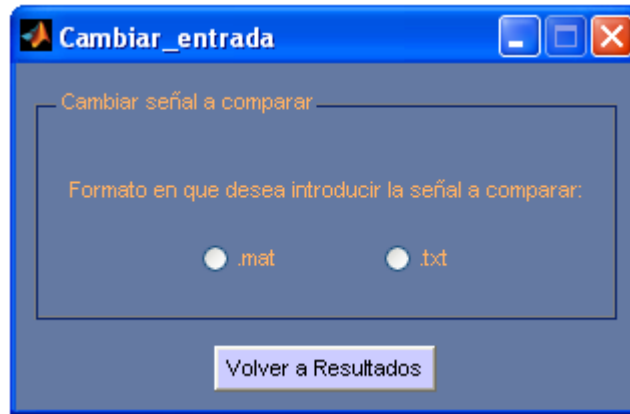 Cambiar_entrada
Cambiar señal a comparar
Formato en que desea introducir la señal a comparar:
.mat
.txt
Volver a Resultados